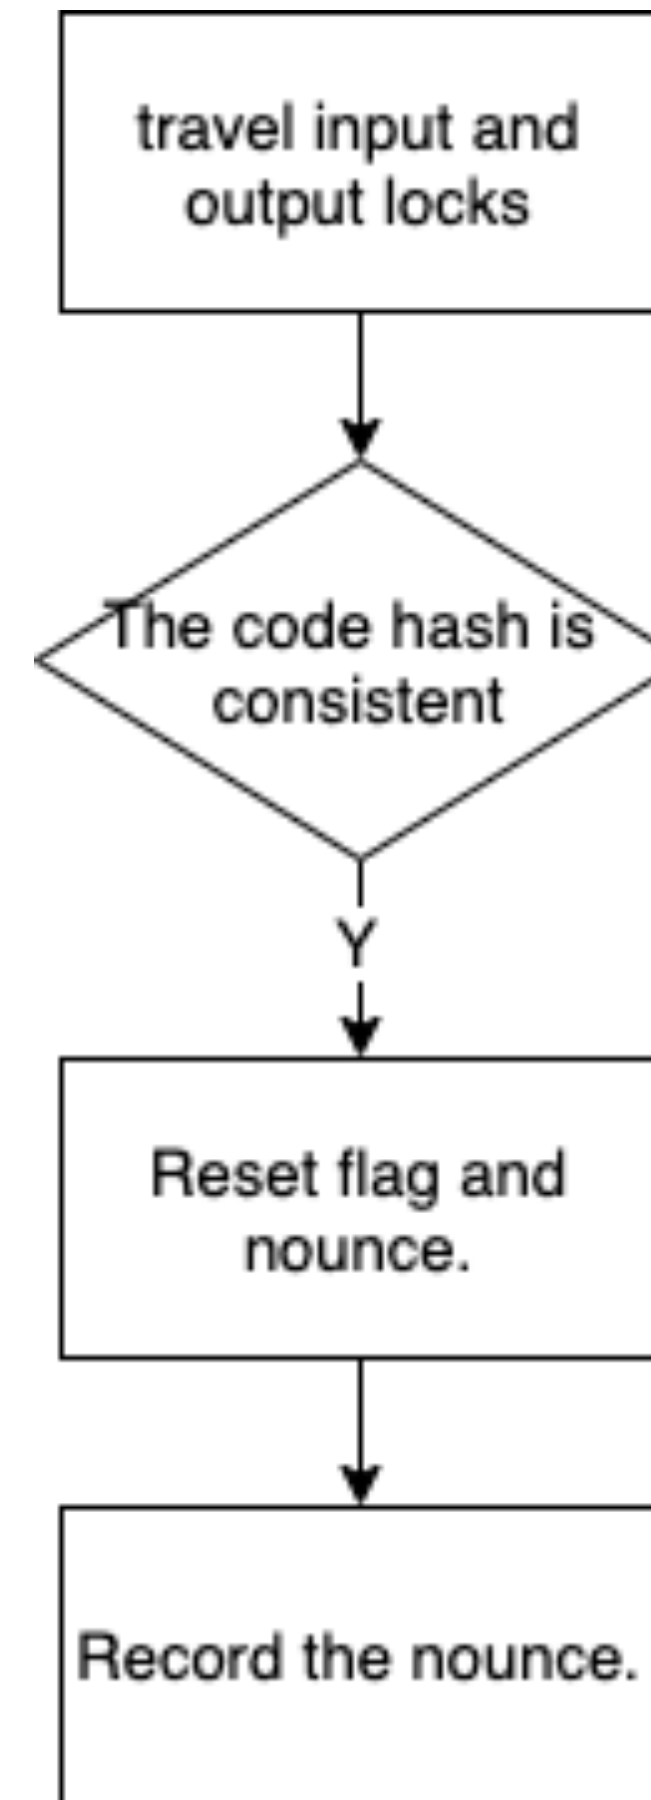 travel input and
output locks
The code hash is
consistent
Y
Reset flag and
nounce.
Record the nounce.